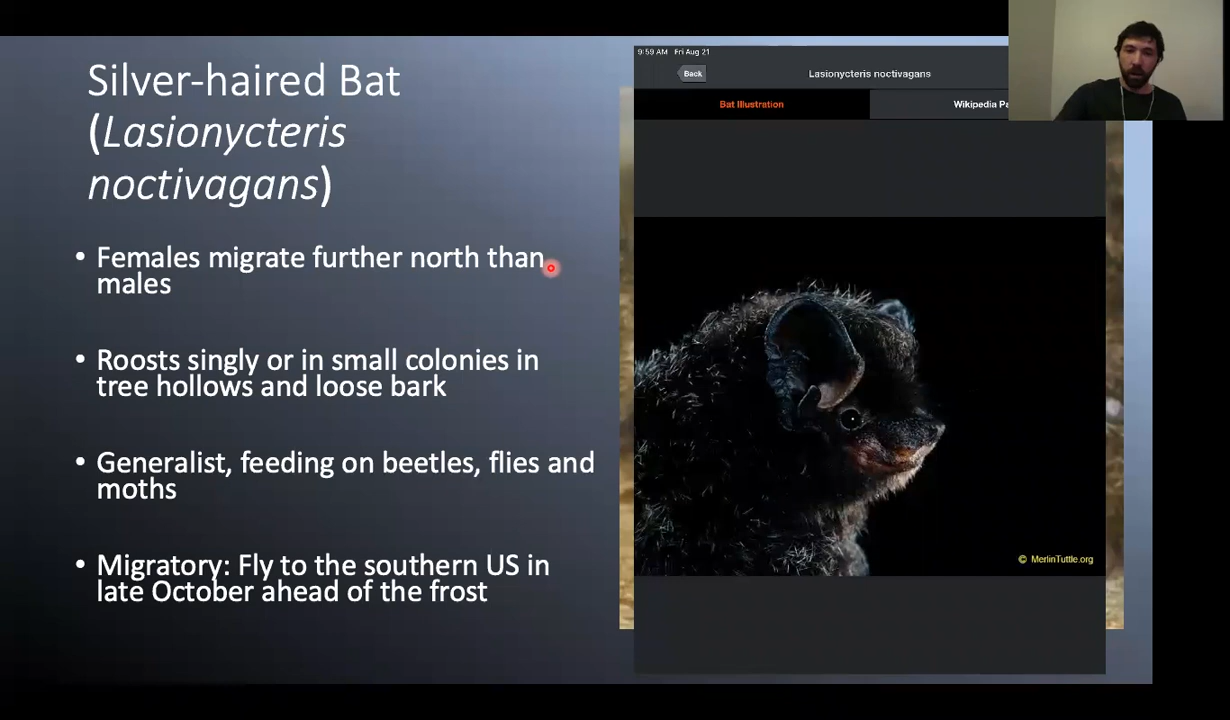 Silver-haired Bat
(Lasionycteris
noctivagans)
• Females migrate further north than
males
• Roosts singly or in small colonies in
tree hollows and loose bark
• Generalist, feeding on beetles, flies and
moths
• Migratory: Fly to the southern US in
late October ahead of the frost
9:59 AM Fri Aug 21
Back
Lasionycteris noctivagans
Bat Illustration
Wikipedia Pa
© MerlinTuttle.org